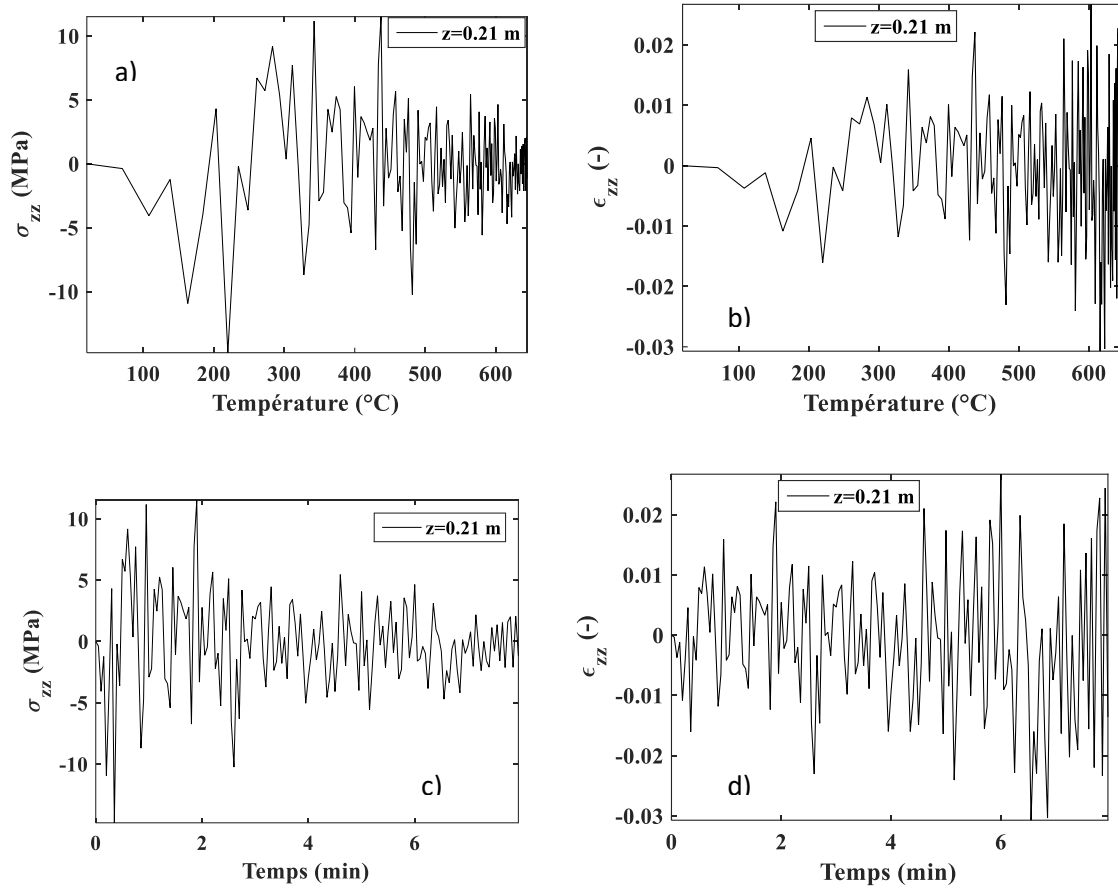 a)
z=0.21 m
10
5
0
-5
-10
σzz (MPa)
100 200 300 400 500 600
Température (°C)
b)
z=0.21 m
0.02
0.01
0
-0.01
-0.02
-0.03
ϵzz (-)
100 200 300 400 500 600
Température (°C)
c)
z=0.21 m
10
5
0
-5
-10
σzz (MPa)
0 2 4 6
Temps (min)
d)
z=0.21 m
0.02
0.01
0
-0.01
-0.02
-0.03
ϵzz (-)
0 2 4 6
Temps (min)